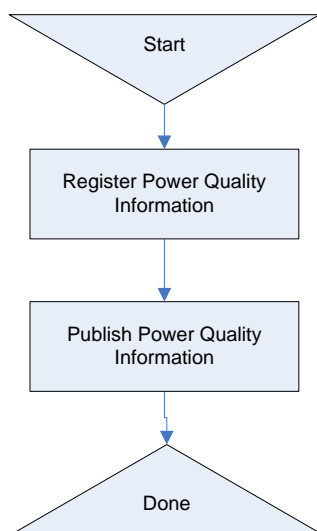 Start
Register Power Quality
Information
Publish Power Quality
Information
Done